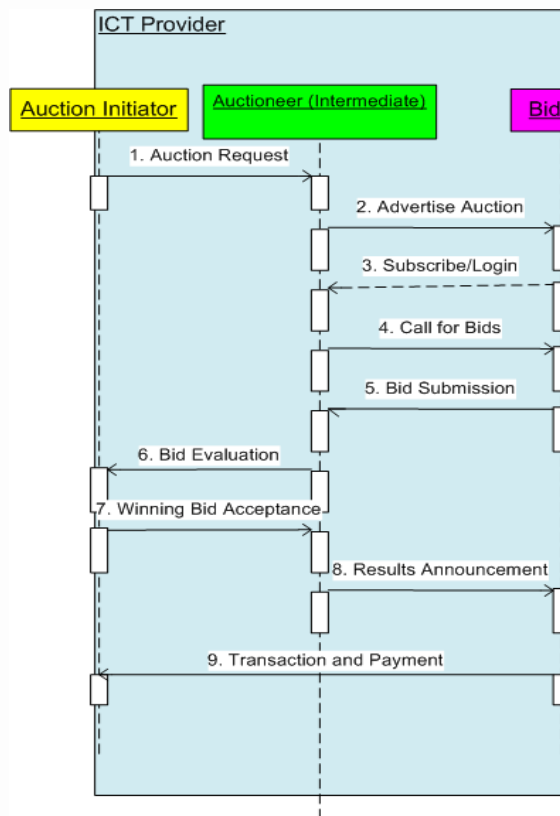 ICT Provider
Auction Initiator
Auctioneer (Intermediate)
Bid
1. Auction Request
2. Advertise Auction
3. Subscribe/Login
4. Call for Bids
5. Bid Submission
6. Bid Evaluation
7. Winning Bid Acceptance
8. Results Announcement
9. Transaction and Payment